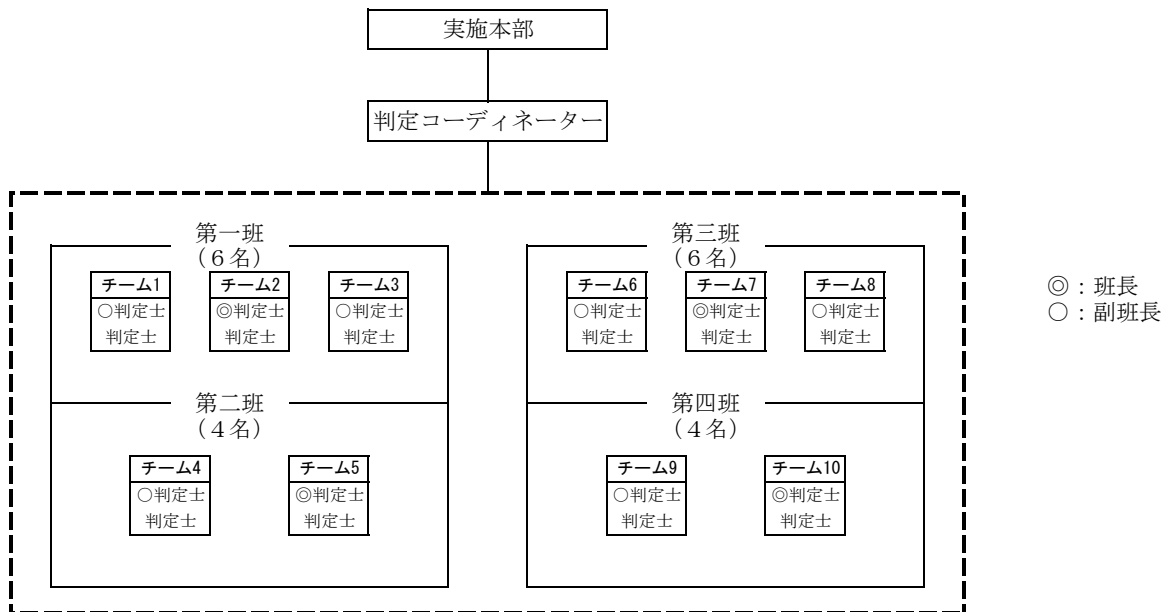 実施本部
判定コーディネーター
第一班
（６名）
チーム1
○判定士
判定士
チーム2
◎判定士
判定士
チーム3
○判定士
判定士
第二班
（４名）
チーム4
○判定士
判定士
チーム5
◎判定士
判定士
第三班
（６名）
チーム6
○判定士
判定士
チーム7
◎判定士
判定士
チーム8
○判定士
判定士
第四班
（４名）
チーム9
○判定士
判定士
チーム10
◎判定士
判定士
◎：班長
○：副班長